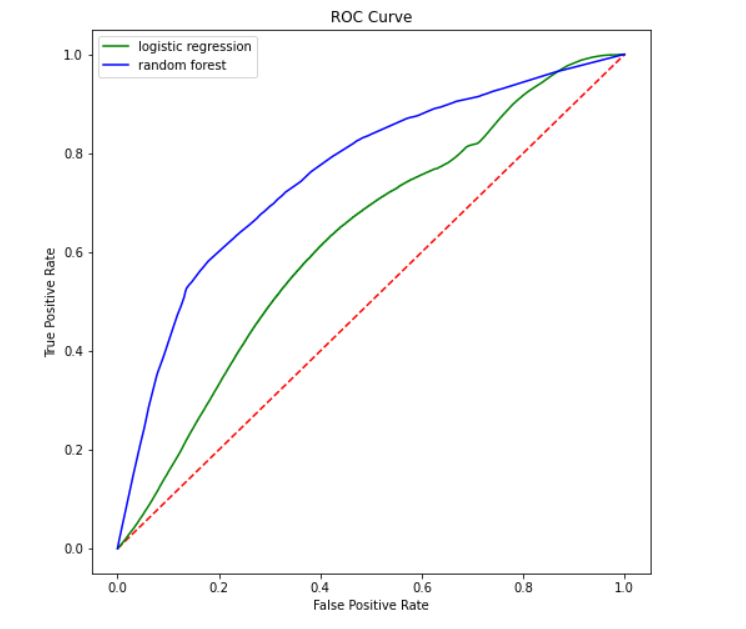 ROC Curve
logistic regression
random forest
1.0
0.8
0.6
0.4
0.2
0.0
True Positive Rate
0.0 0.2 0.4 0.6 0.8 1.0
False Positive Rate